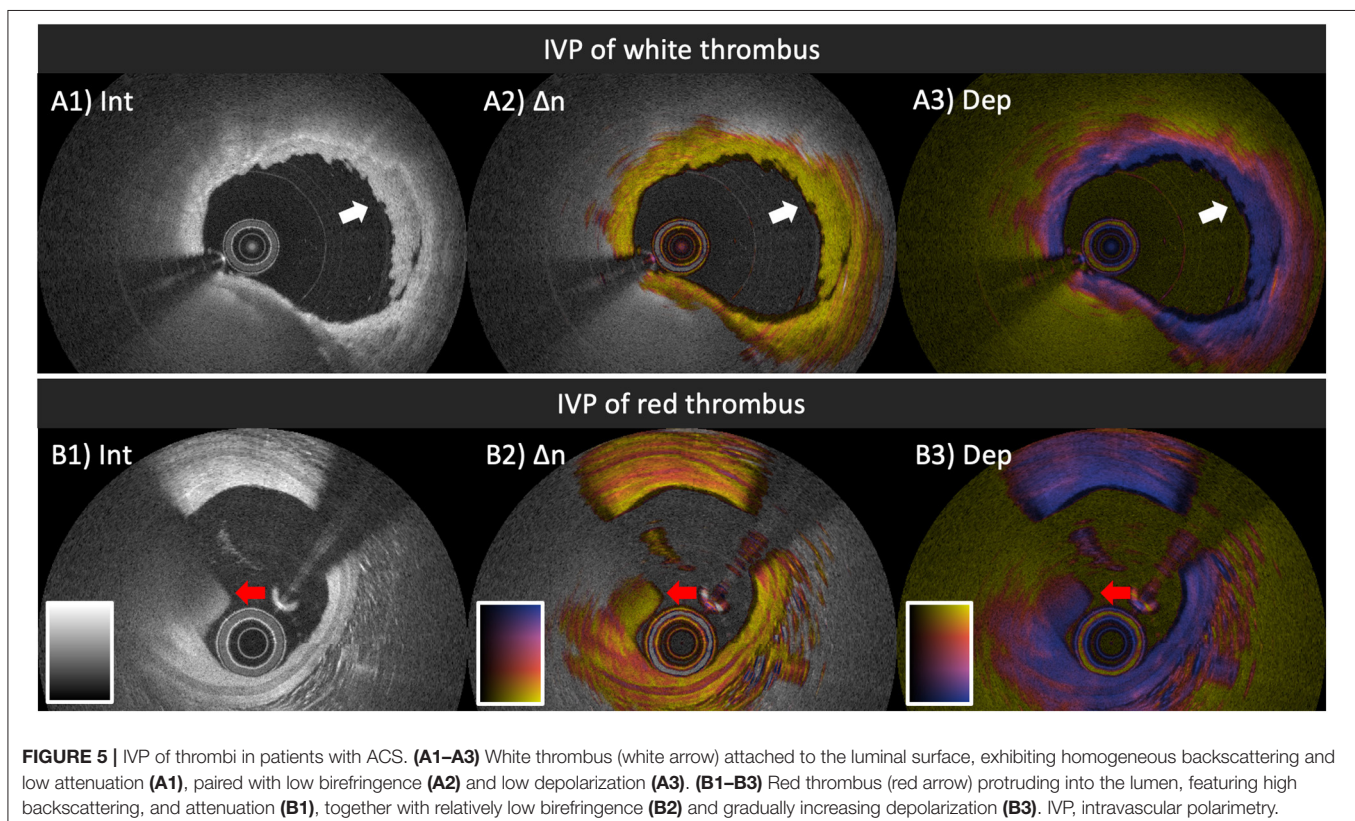 IVP of white thrombus
A1) Int
A2) Δn
A3) Dep
IVP of red thrombus
B1) Int
B2) Δn
B3) Dep
FIGURE 5 | IVP of thrombi in patients with ACS. (A1–A3) White thrombus (white arrow) attached to the luminal surface, exhibiting homogeneous backscattering and
low attenuation (A1), paired with low birefringence (A2) and low depolarization (A3). (B1–B3) Red thrombus (red arrow) protruding into the lumen, featuring high
backscattering, and attenuation (B1), together with relatively low birefringence (B2) and gradually increasing depolarization (B3). IVP, intravascular polarimetry.